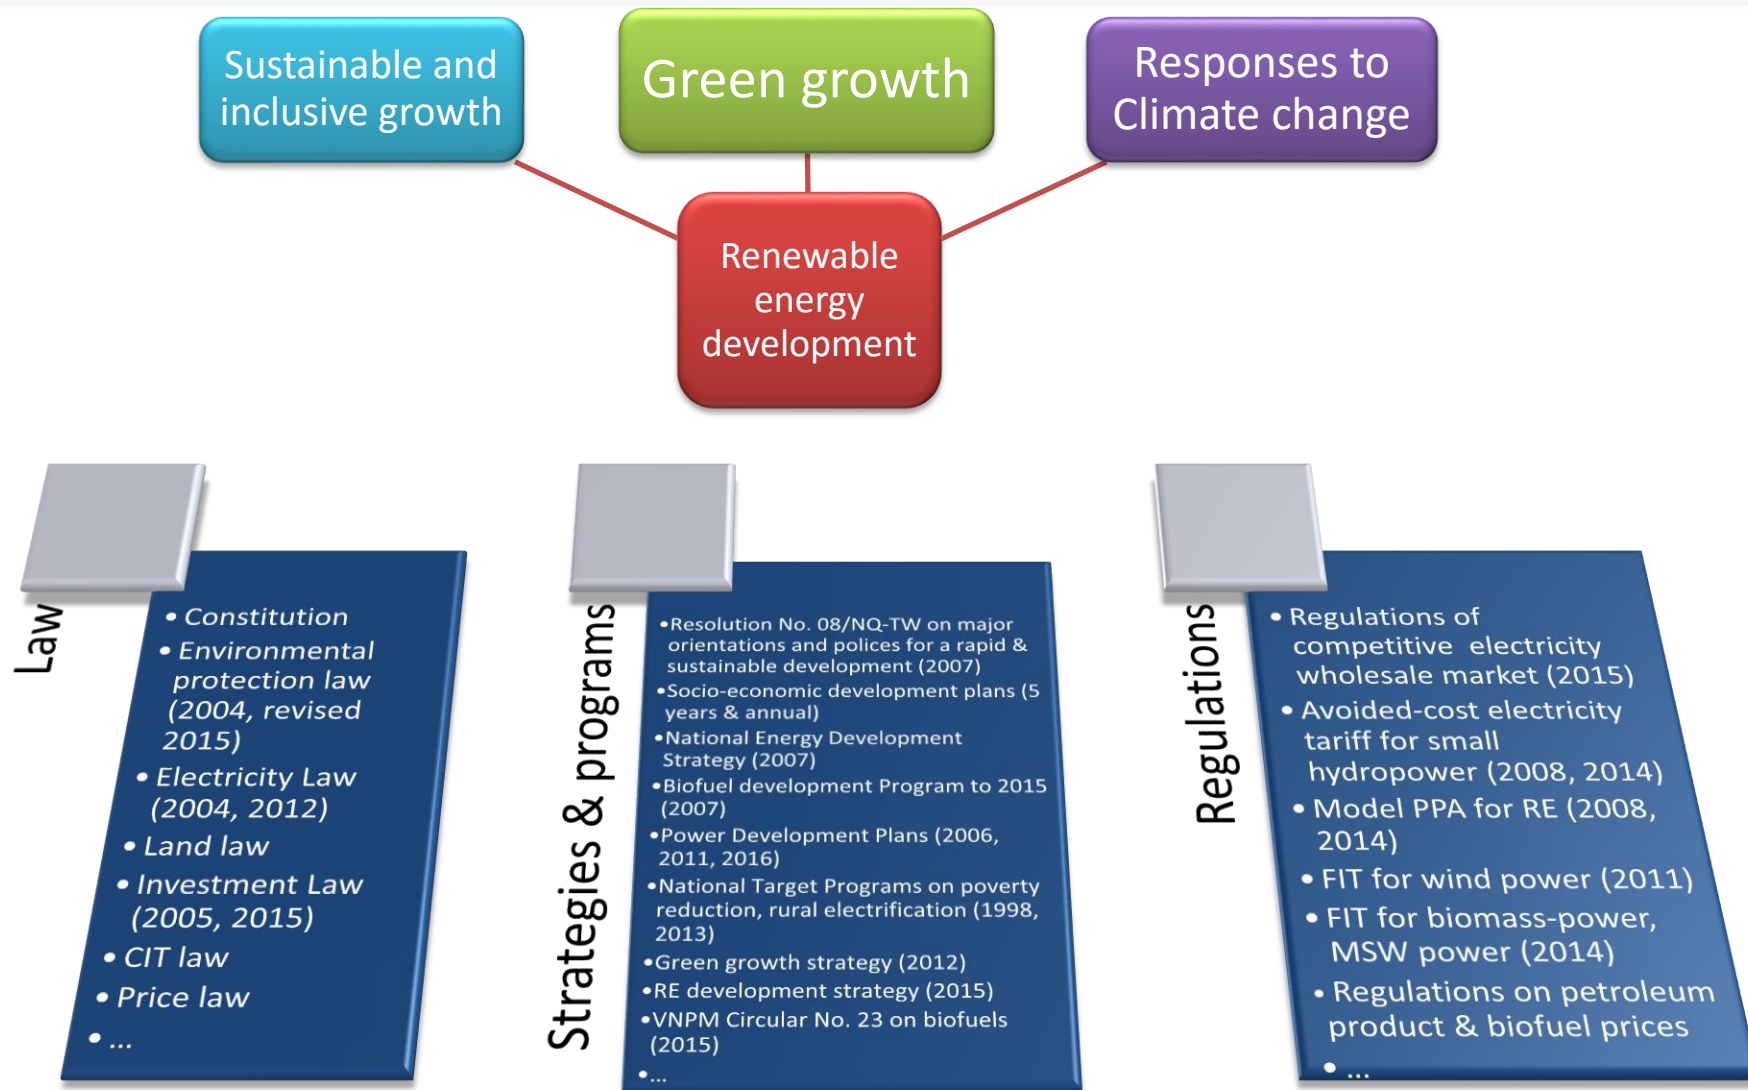 Sustainable and
inclusive growth
Green growth
Responses to
Climate change
Renewable
energy
development
Law
• Constitution
• Environmental
protection law
(2004, revised
2015)
• Electricity Law
(2004, 2012)
• Land law
• Investment Law
(2005, 2015)
• CIT law
• Price law
• ...
Strategies & programs
•Resolution No. 08/NQ-TW on major
orientations and polices for a rapid &
sustainable development (2007)
•Socio-economic development plans (5
years & annual)
•National Energy Development
Strategy (2007)
•Biofuel development Program to 2015
(2007)
•Power Development Plans (2006,
2011, 2016)
•National Target Programs on poverty
reduction, rural electrification (1998,
2013)
•Green growth strategy (2012)
•RE development strategy (2015)
•VNPM Circular No. 23 on biofuels
(2015)
•...
Regulations
• Regulations of
competitive electricity
wholesale market (2015)
• Avoided-cost electricity
tariff for small
hydropower (2008, 2014)
• Model PPA for RE (2008,
2014)
• FIT for wind power (2011)
• FIT for biomass-power,
MSW power (2014)
• Regulations on petroleum
product & biofuel prices
• ...